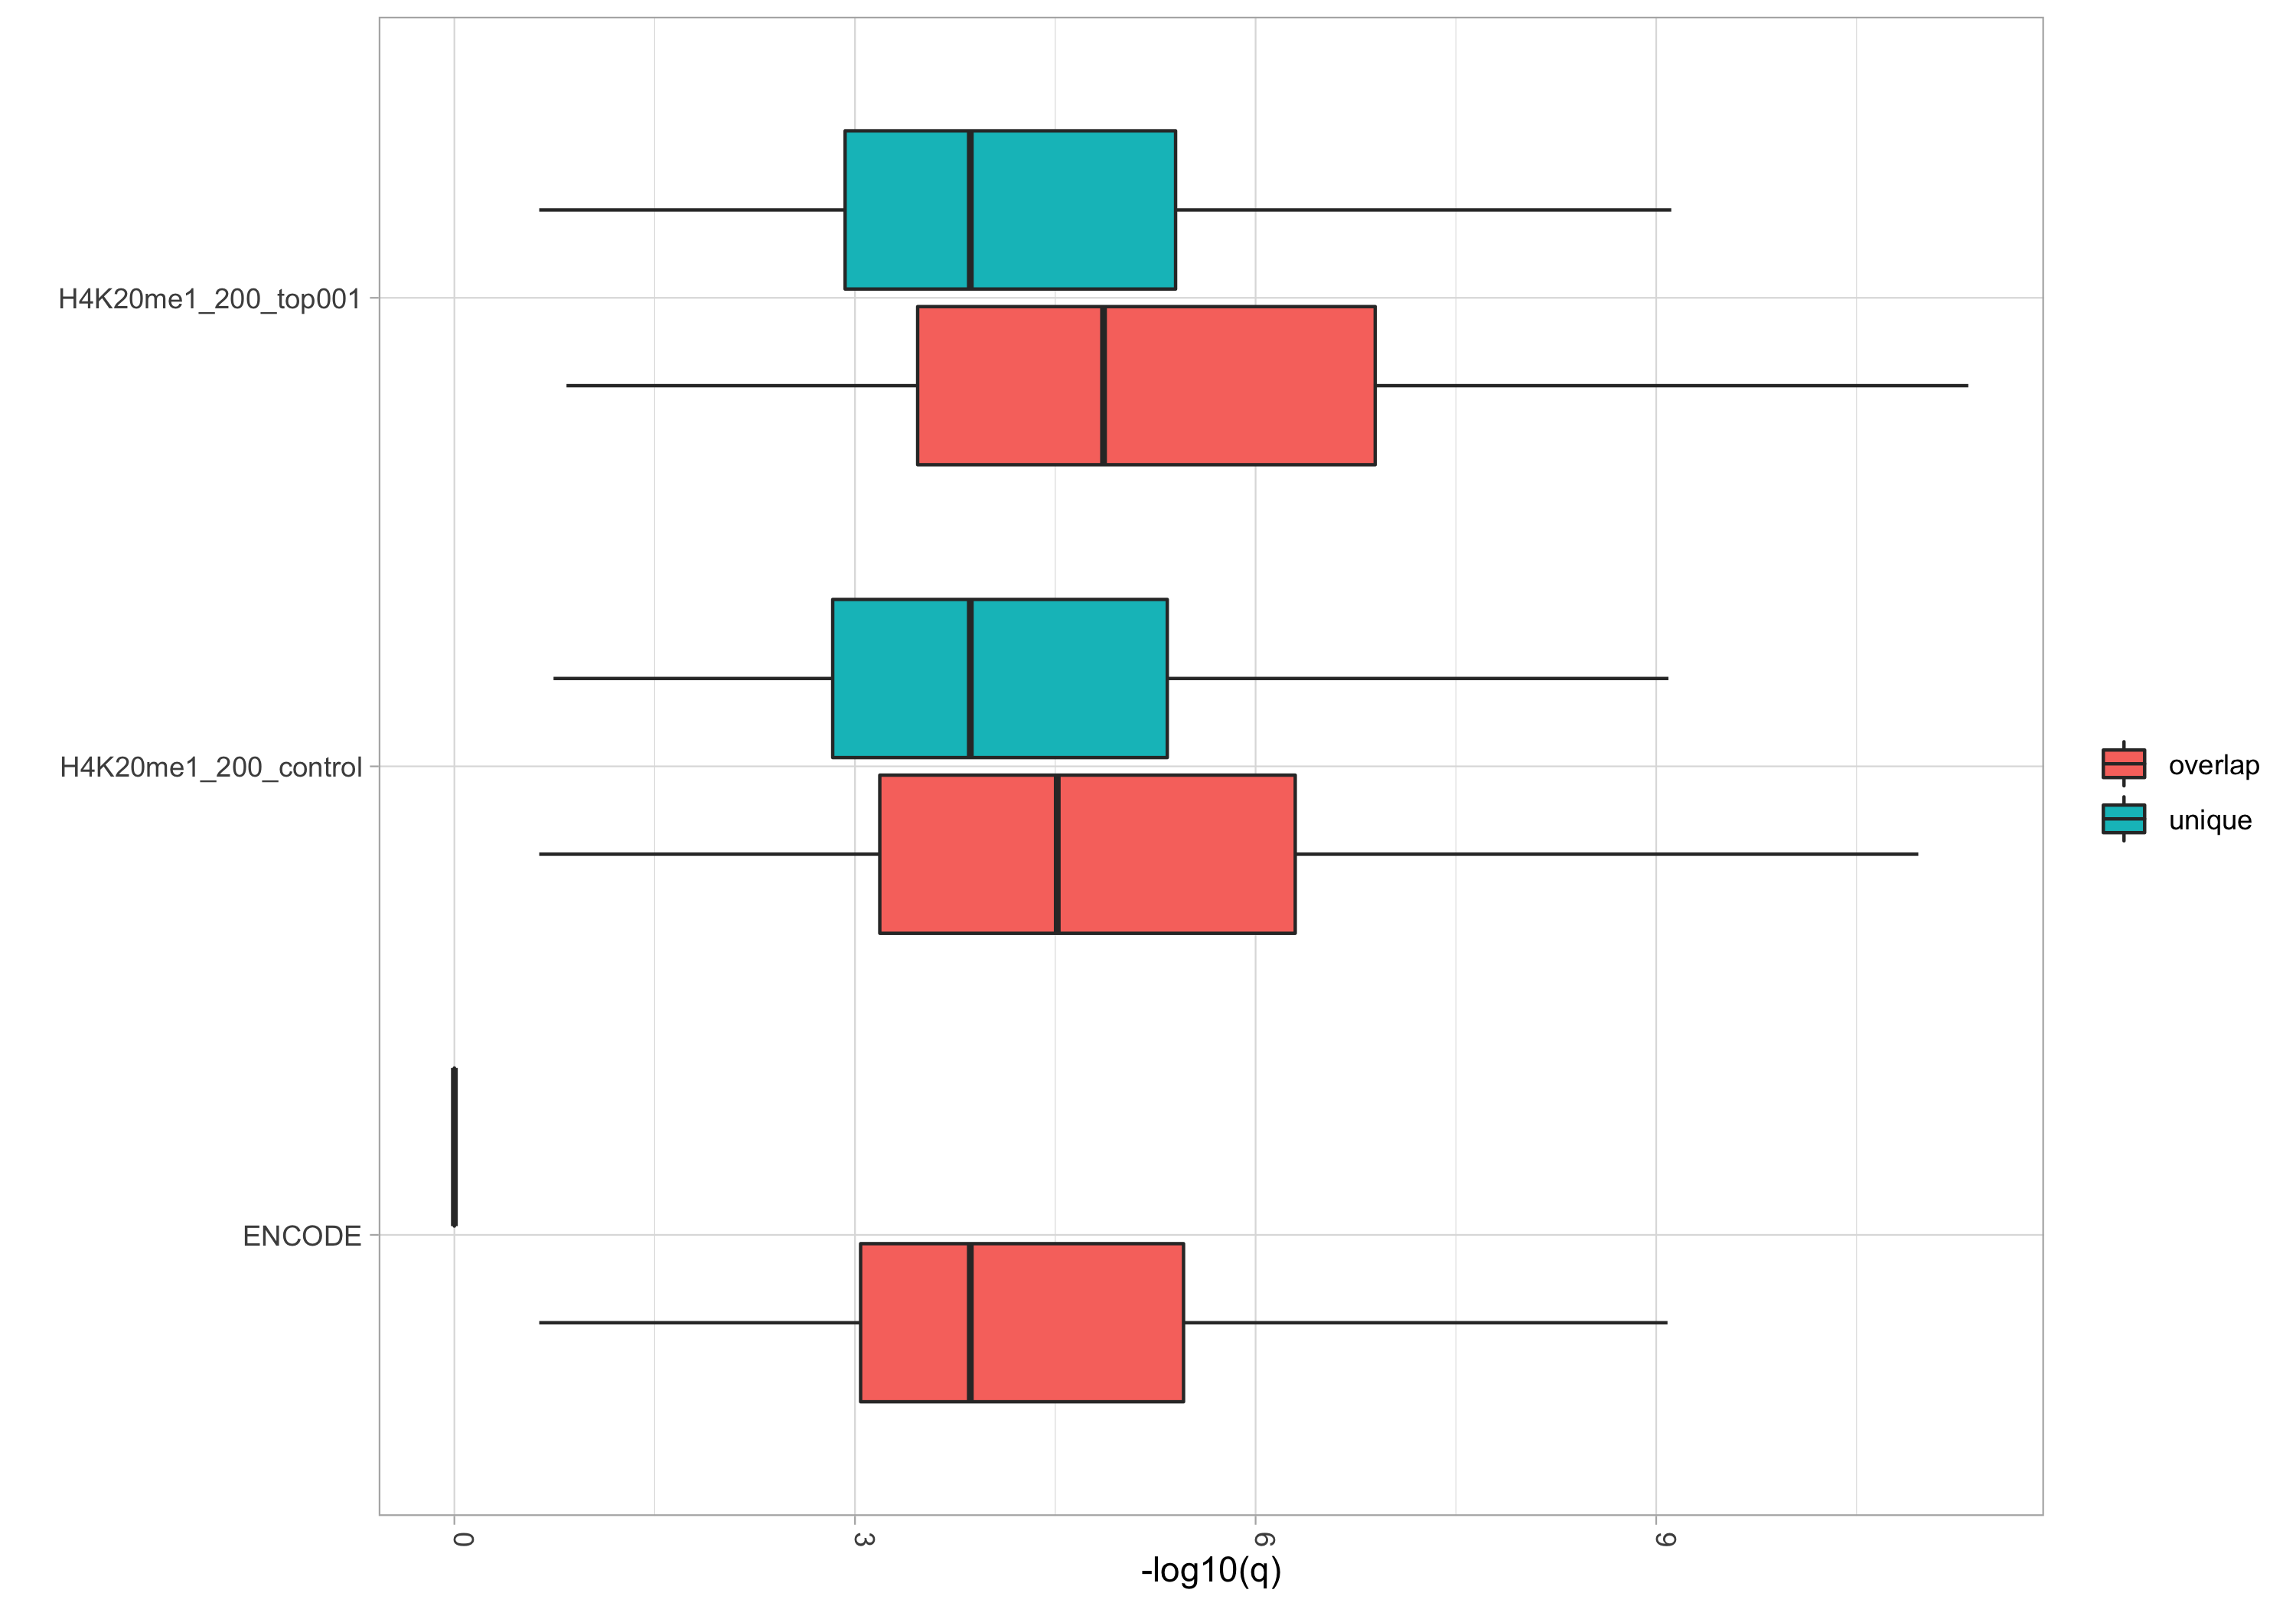 H4K20me1_200_top001
H4K20me1_200_control
ENCODE
0
3
6
9
-log10(q)
overlap
unique